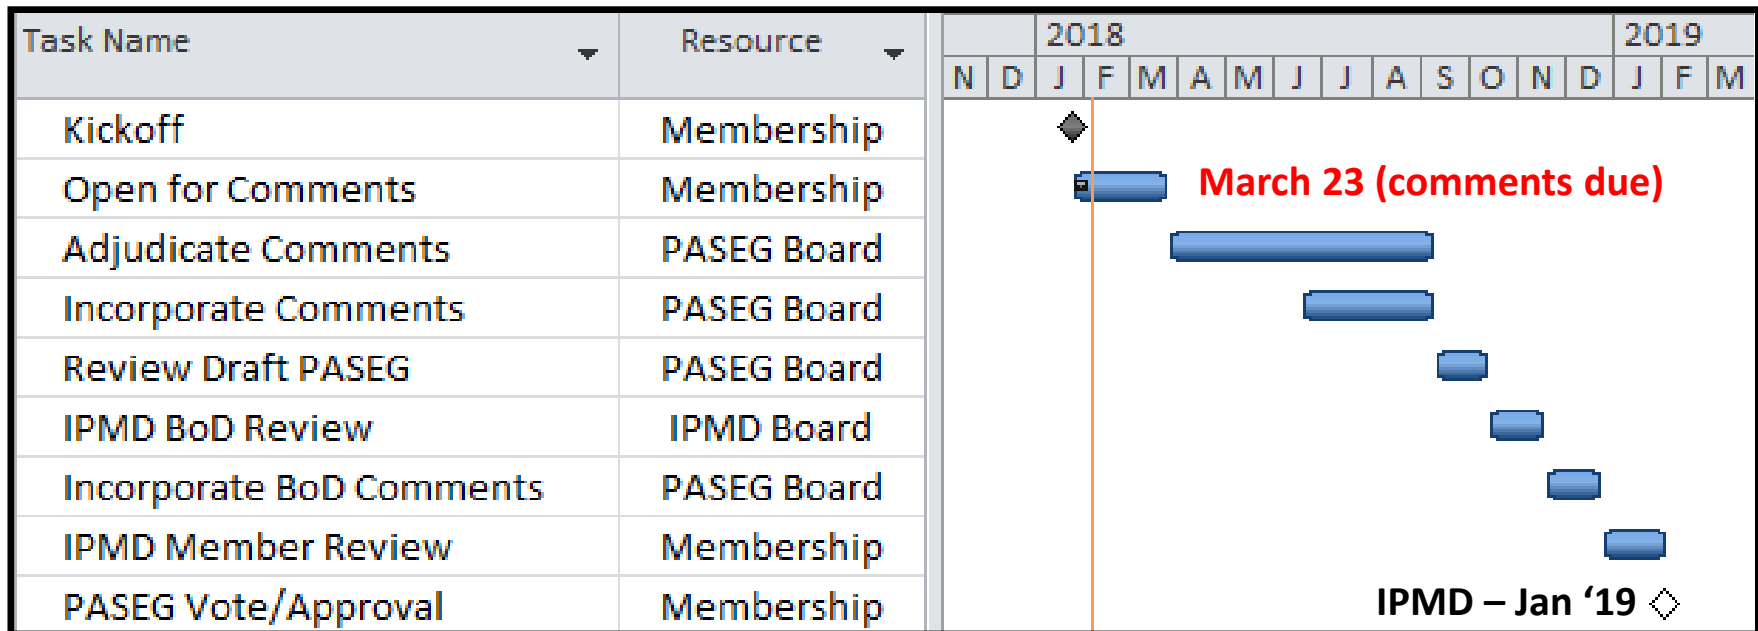 Task Name Resource 2018 2019
N D J F M A M J J A S O N D J F M
Kickoff Membership
Open for Comments Membership March 23 (comments due)
Adjudicate Comments PASEG Board
Incorporate Comments PASEG Board
Review Draft PASEG PASEG Board
IPMD BoD Review IPMD Board
Incorporate BoD Comments PASEG Board
IPMD Member Review Membership
PASEG Vote/Approval Membership IPMD – Jan ‘19